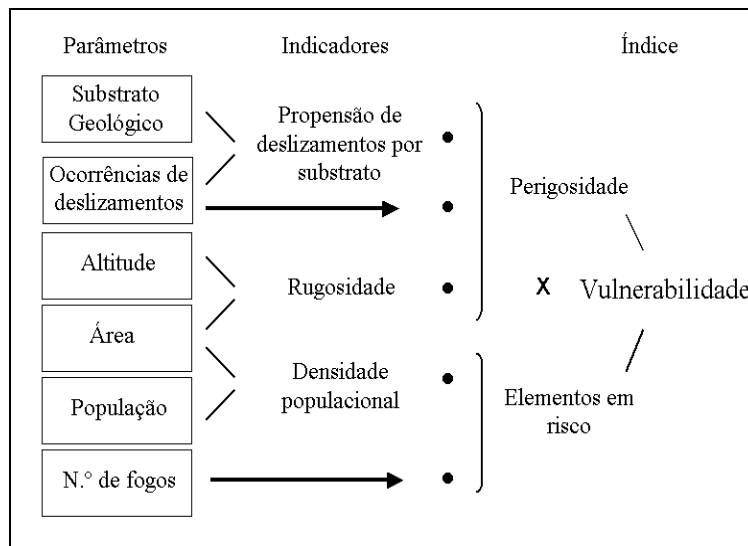 Parâmetros
Indicadores
Índice
Substrato
Geológico
Ocorrências de
deslizamentos
Altitude
Área
População
N.° de fogos
Propensão de
deslizamentos por
substrato
Rugosidade
Densidade
populacional
Perigosidade
X
Vulnerabilidade
Elementos em
risco